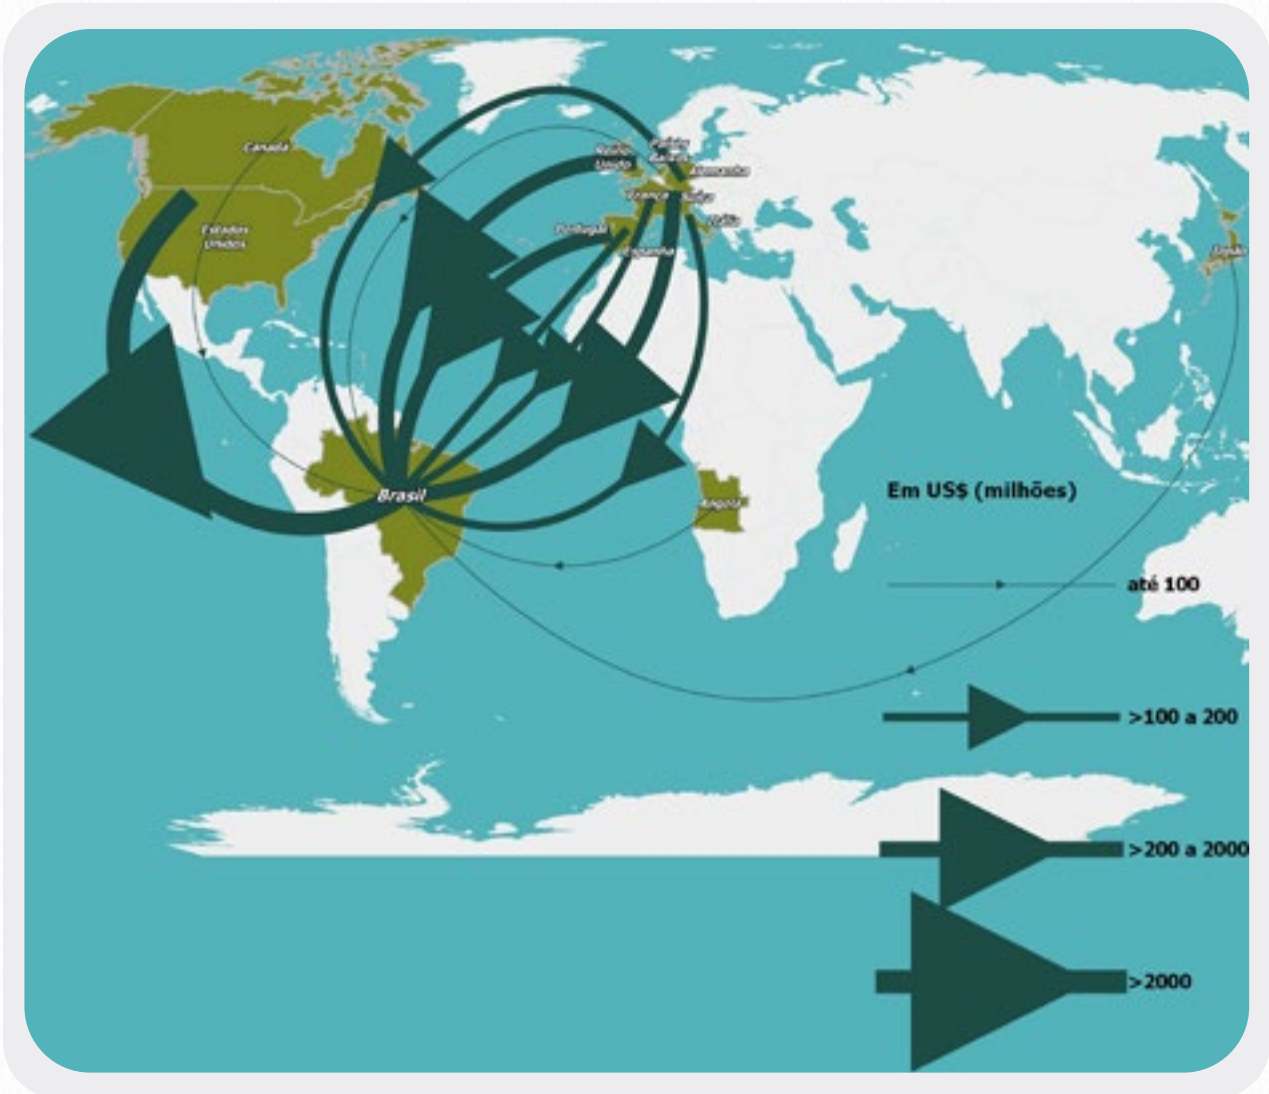 Canadá
Estados
Unidos
Reino
Unido
Países
Baixos
Alemanha
França
Suíça
Itália
Portugal
Espanha
Japão
Brasil
Angola
Em US$ (milhões)
até 100
>100 a 200
>200 a 2000
>2000